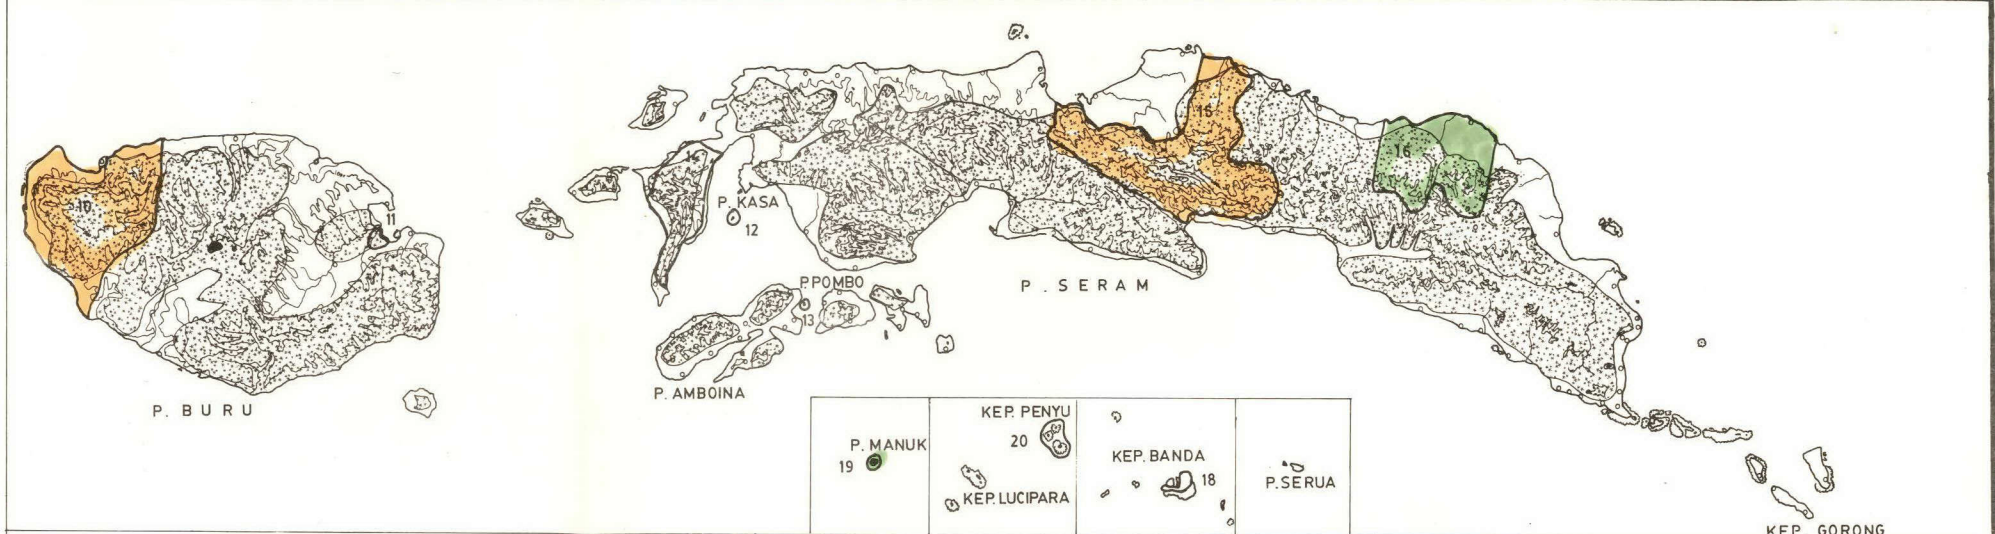 10
11
P. BURU
P. KASA
12
P.POMBO
13
P. AMBOINA
P. SERAM
15
16
P. MANUK
19
KEP. PENYU
20
KEP. LUCIPARA
KEP. BANDA
18
P. SERUA
KEP. GORONG